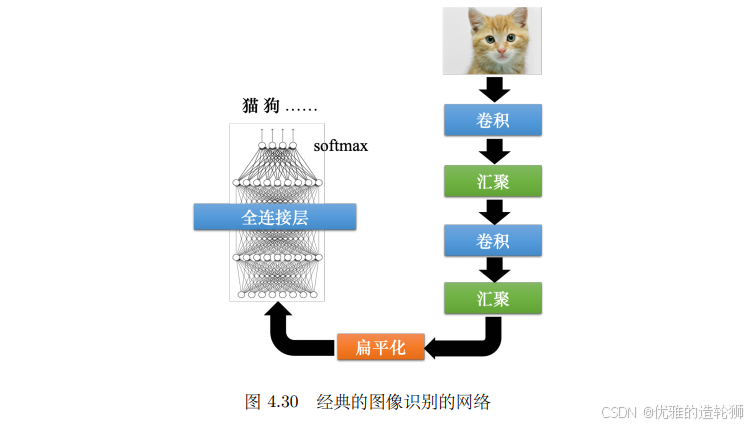 猫 狗 ……
softmax
全连接层
卷积
汇聚
卷积
汇聚
扁平化
图 4.30 经典的图像识别的网络
CSDN @优雅的造轮狮